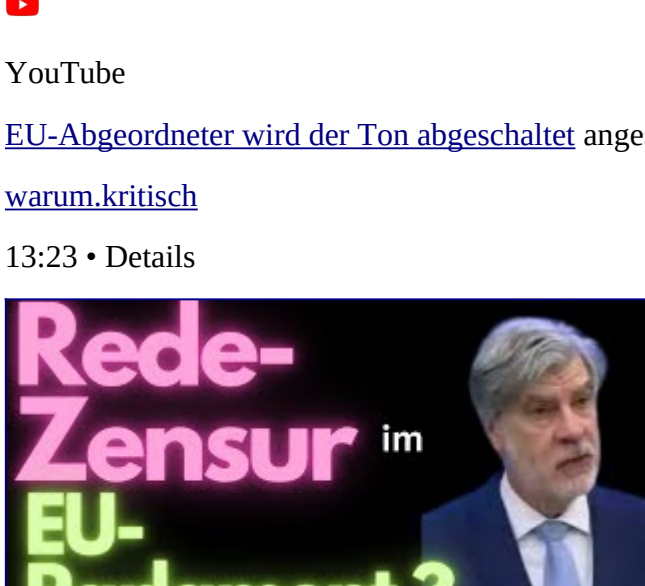 YouTube
EU-Abgeordneter wird der Ton abgeschaltet
warum.kritisch
13:23 • Details
Rede-
Zensur im
EU-